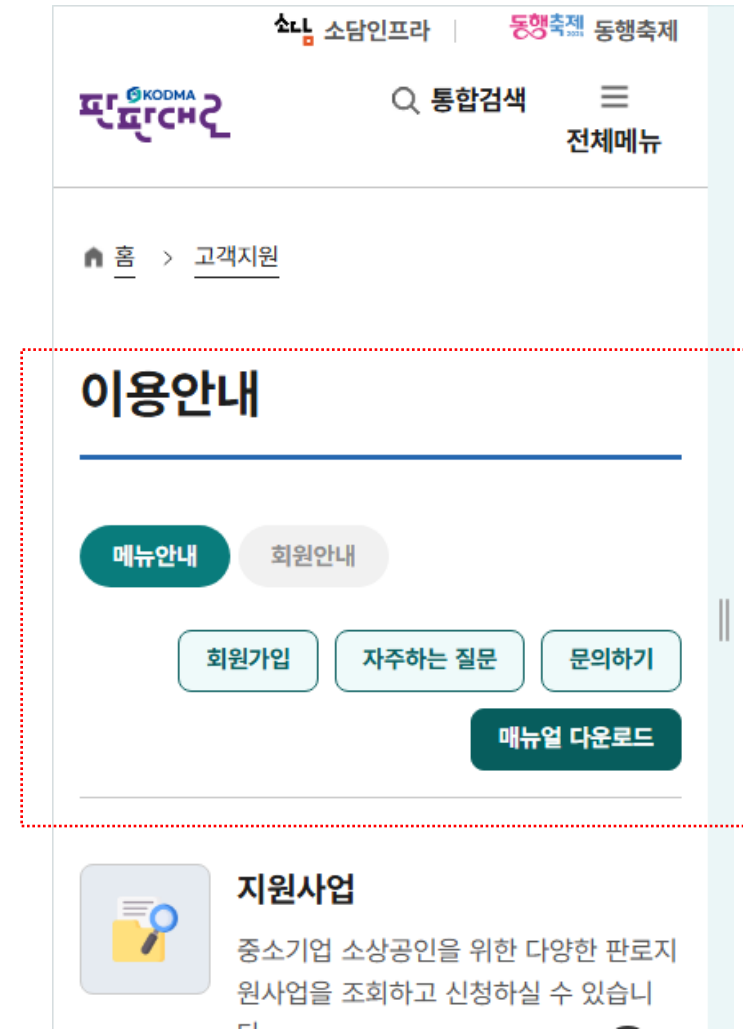 소담 소담인프라 | 동행축제 2025 동행축제
KODMA
판판대로
통합검색
전체메뉴
홈 > 고객지원
이용안내
메뉴안내 회원안내
회원가입 자주하는 질문 문의하기
매뉴얼 다운로드
지원사업
중소기업 소상공인을 위한 다양한 판로지
원사업을 조회하고 신청하실 수 있습니